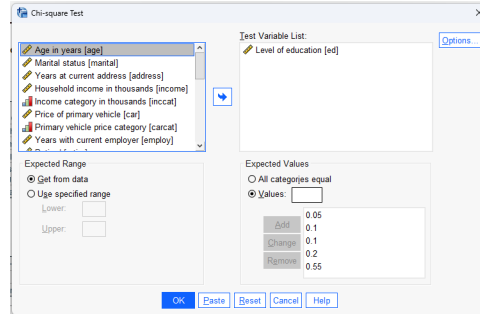 Chi-square Test
Test Variable List:
Age in years [age]
Marital status [marital]
Years at current address [address]
Household income in thousands [income]
Income category in thousands [inccat]
Price of primary vehicle [car]
Primary vehicle price category [carcat]
Years with current employer [employ]
Level of education [ed]
Options...
Expected Range
Get from data
Use specified range
Lower:
Upper:
Expected Values
All categories equal
Values:
Add
Change
Remove
0.05
0.1
0.1
0.2
0.55
OK Paste Reset Cancel Help